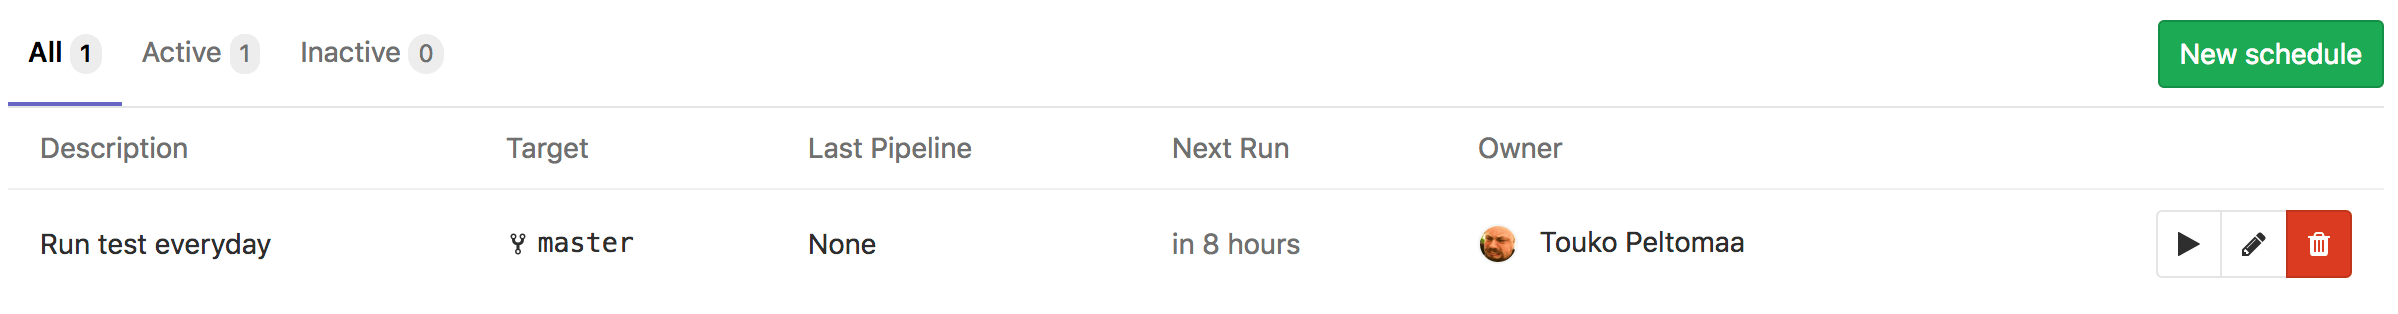 All 1 Active 1 Inactive 0 New schedule
Description Target Last Pipeline Next Run Owner
Run test everyday master None in 8 hours Touko Peltomaa